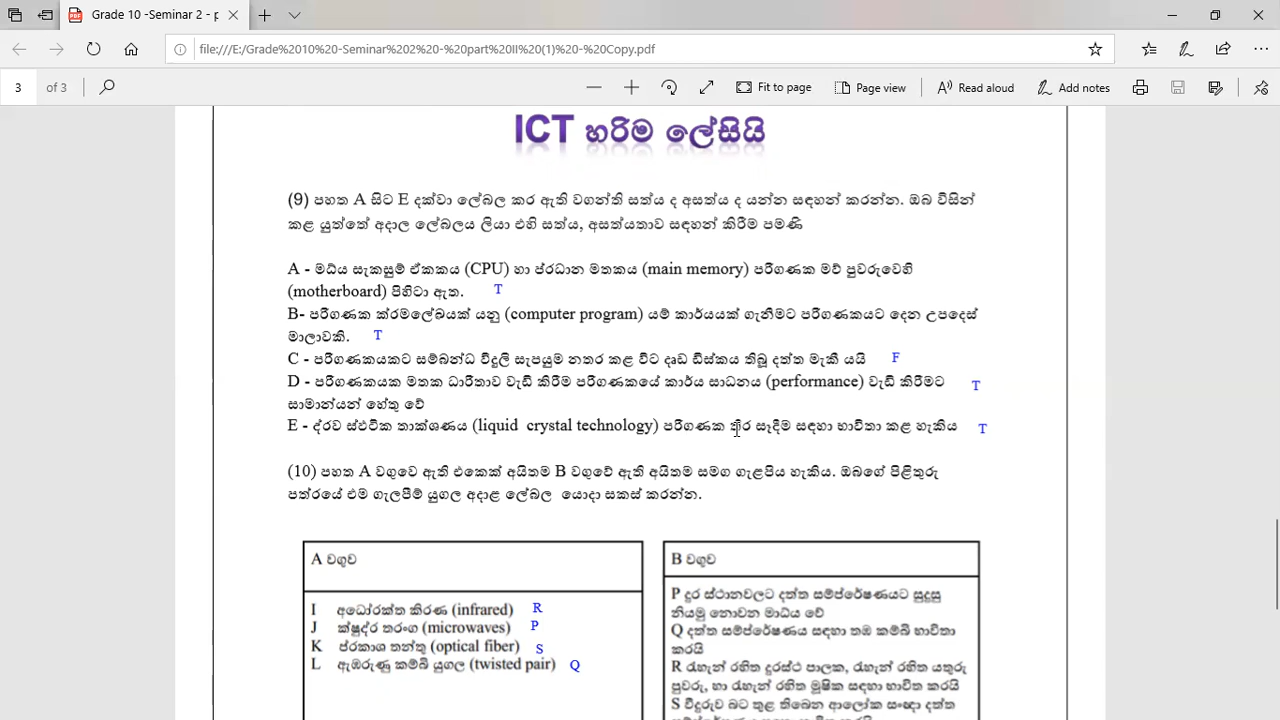 Grade 10 -Seminar 2 - p
file:///E:/Grade%2010%20-Seminar%202%20-%20part%20II%20(1)%20-%20Copy.pdf
3 of 3 Fit to page Page view Read aloud Add notes
ICT හරිම ලේසියි
(9) පහත A සිට E දක්වා ලේබල කර ඇති වගන්ති සත්ය ද අසත්ය ද යන්න සඳහන් කරන්න. ඔබ විසින්
කළ යුත්තේ අදාල ලේබලය ලියා එහි සත්ය, අසත්යතාව සඳහන් කිරීම පමණි
A - මධ්ය සැකසුම් ඒකකය (CPU) හා ප්රධාන මතකය (main memory) පරිගණක මව් පුවරුවෙහි
(motherboard) පිහිටා ඇත. T
B- පරිගණක ක්රමලේඛයක් යනු (computer program) යම් කාර්යයක් ගැනීමට පරිගණකයට දෙන උපදෙස්
මාලාවකි. T
C - පරිගණකයකට සම්බන්ධ විදුලි සැපයුම නතර කළ විට දෘඩ ඩිස්කය තිබූ දත්ත මැකී යයි F
D - පරිගණකයක මතක ධාරිතාව වැඩි කිරීම පරිගණකයේ කාර්ය සාධනය (performance) වැඩි කිරීමට T
සාමාන්යන් හේතු වේ
E - ද්රව ස්ඵටික තාක්ශණය (liquid crystal technology) පරිගණක තිර සෑදීම සඳහා භාවිතා කළ හැකිය T
(10) පහත A වගුවෙ ඇති එකෙක් අයිතම B වගුවේ ඇති අයිතම සමග ගැළපිය හැකිය. ඔබගේ පිළිතුරු
පත්රයේ එම ගැලපීම් යුගල අදාළ ලේබල යොදා සකස් කරන්න.
A වගුව
I අධෝරක්ත කිරණ (infrared) R
J ක්ෂුද්ර තරංග (microwaves) P
K ප්රකාශ තන්තු (optical fiber) S
L ඇඹරුණු කම්බි යුගල (twisted pair) Q
B වගුව
P දුර ස්ථානවලට දත්ත සම්ප්රේෂණයට සුදුසු
නියමු නොවන මාධ්ය වේ
Q දත්ත සම්ප්රේෂණය සඳහා තඹ කම්බි භාවිතා
කරයි
R රැහැන් රහිත දුරස්ථ පාලක, රැහැන් රහිත යතුරු
පුවරු, හා රැහැන් රහිත මූෂික සඳහා භාවිත කරයි
S වීදුරුව බට තුළ තිබෙන ආලෝක සංඥා දත්ත